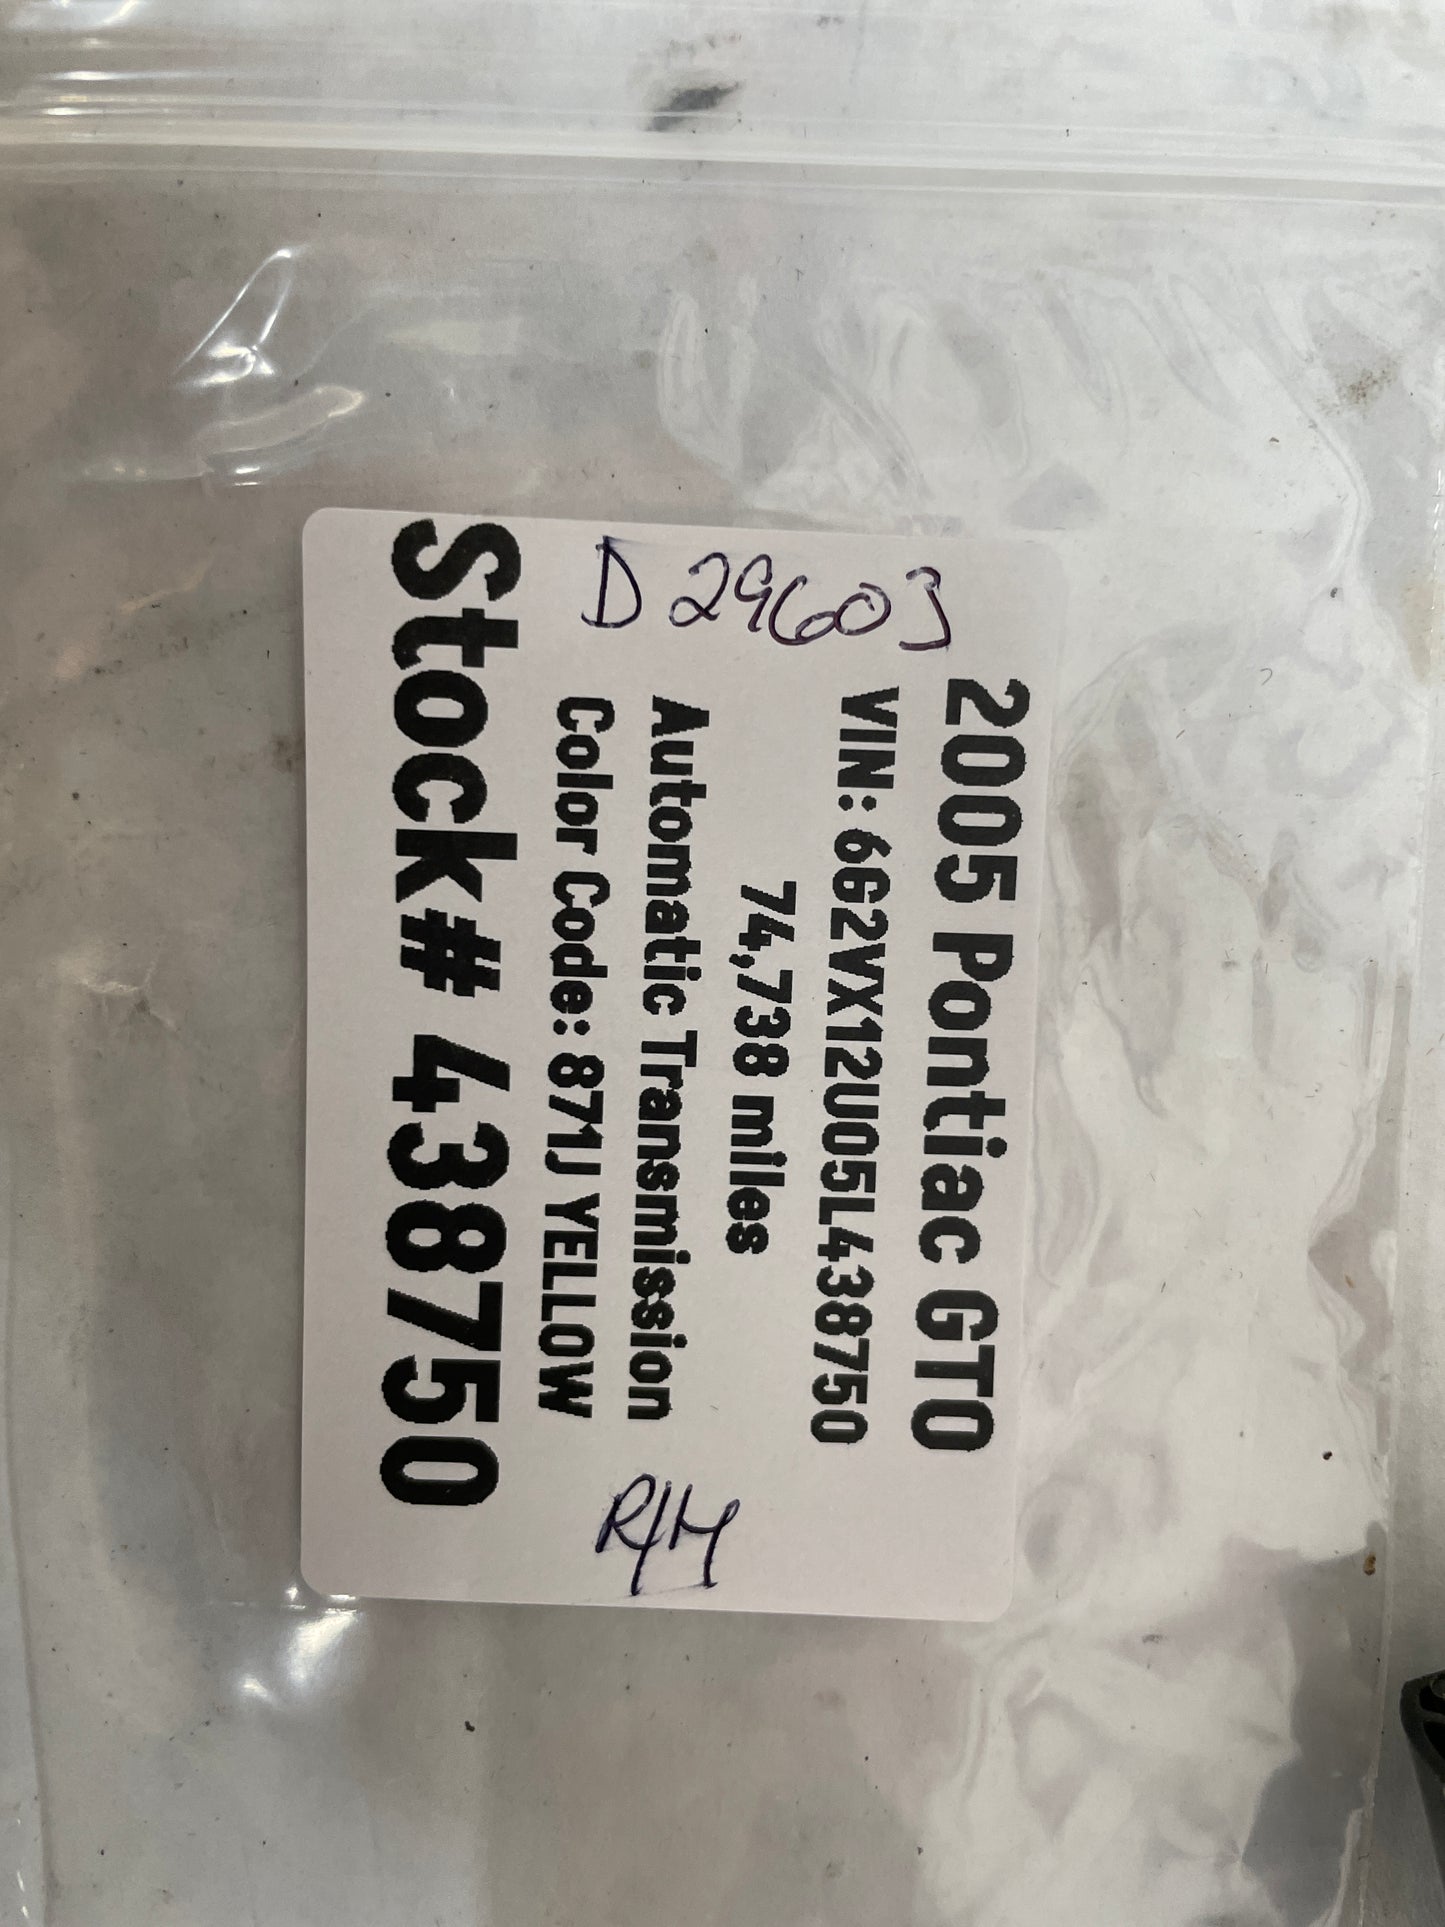 2005 Pontiac GTO
VIN: 6G2VX12U05L438750
74,738 miles
Automatic Transmission
Color Code: 871J YELLOW
Stock# 438750
D29603
R/H